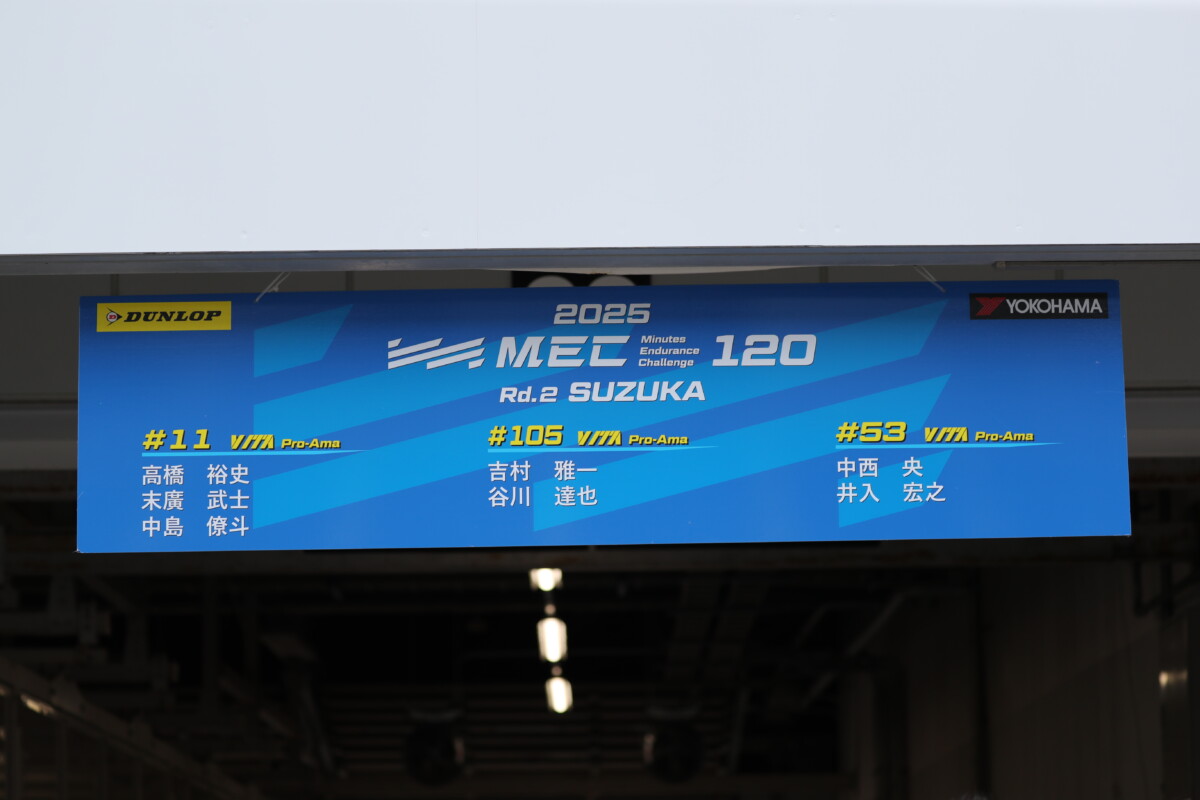 DUNLOP
YOKOHAMA
2025
MEC Minutes Endurance Challenge 120
Rd.2 SUZUKA
#11 VITA Pro-Ama
高橋 裕史
末廣 武士
中島 僚斗
#105 VITA Pro-Ama
吉村 雅一
谷川 達也
#53 VITA Pro-Ama
中西 央
井入 宏之